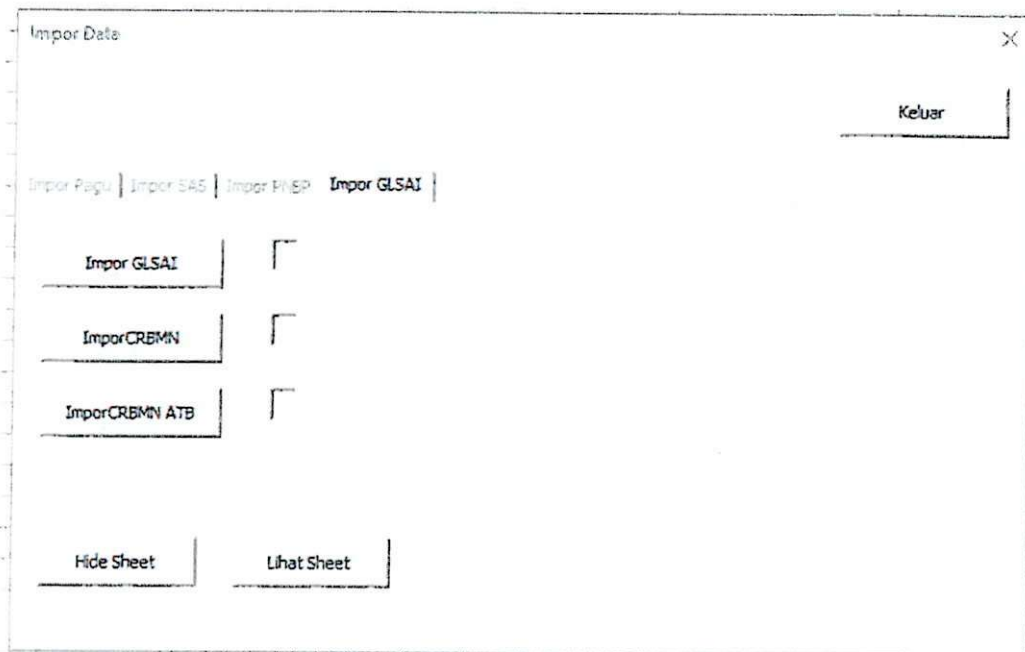 Impor Data
Keluar
Impor Pagu Impor SAS Impor PNBP Impor GLSAI
Impor GLSAI
ImporCRBMN
ImporCRBMN ATB
Hide Sheet Lihat Sheet